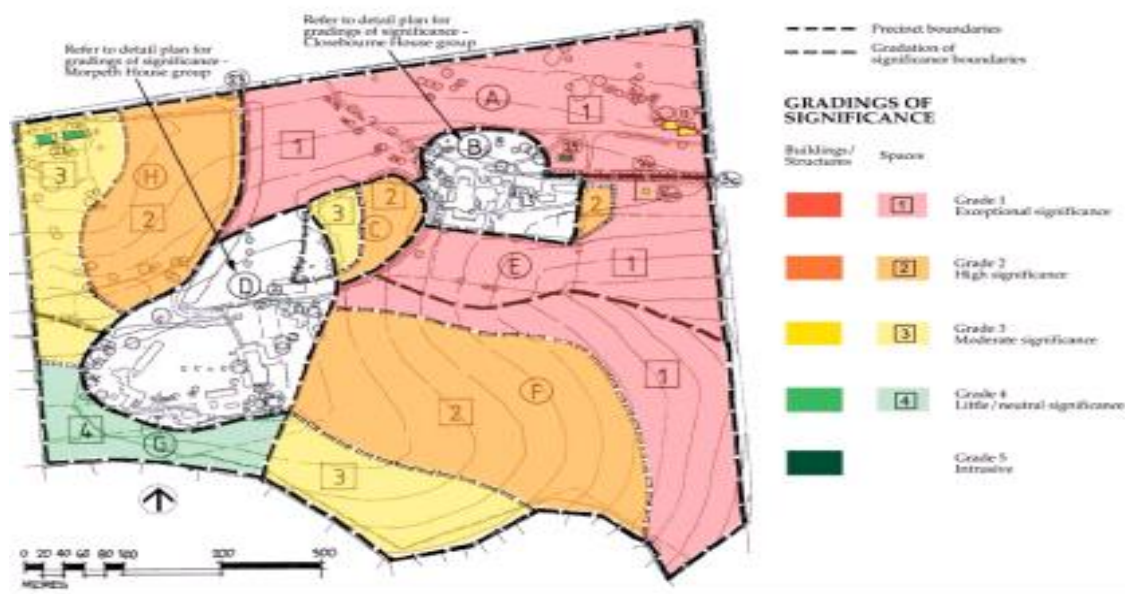 Refer to detail plan for
gradings of significance –
Morpeth House group
Refer to detail plan for
gradings of significance –
Closebourne House group
A
1
1
B
3
H
2
1
2
3
C
2
D
E
1
F
1
2
4
G
3
0 20 40 60 80 100
Precinct boundaries
Gradation of
significance boundaries
GRADINGS OF
SIGNIFICANCE
Buildings/
Structures
Spaces
1
Grade 1
Exceptional significance
2
Grade 2
High significance
3
Grade 3
Moderate significance
4
Grade 4
Little/neutral significance
Grade 5
Intrusive